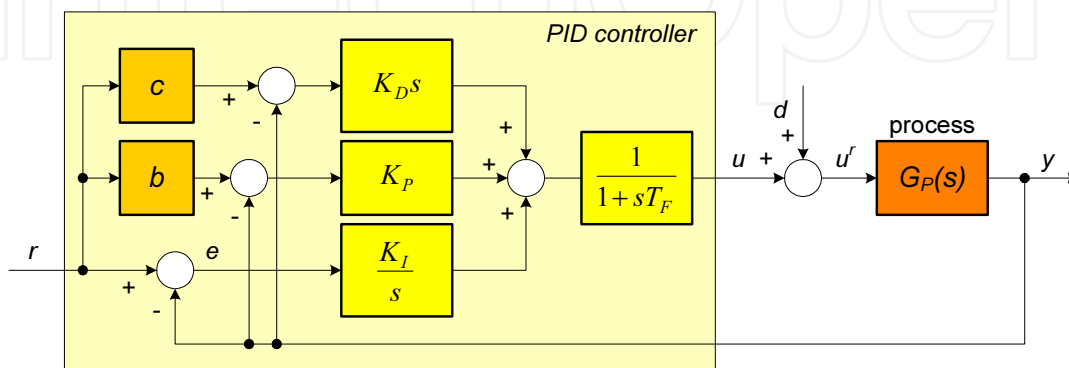 PID controller
c
+
-
K_D s
+
d
+
process
b
+
-
K_P
+
1
1 + sT_F
u
+
u^r
G_P(s)
y
r
+
-
e
K_I
s
+